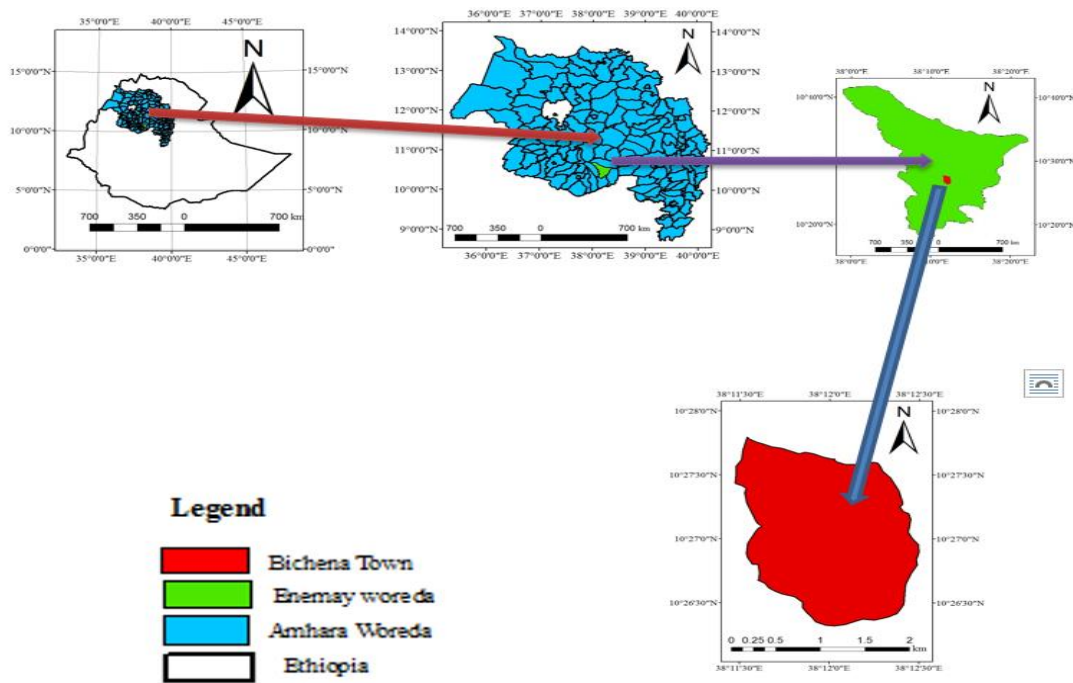 35°0'0"E 40°0'0"E 45°0'0"E
N
15°0'0"N 15°0'0"N
10°0'0"N 10°0'0"N
5°0'0"N 5°0'0"N
700 350 0 700 km
0°0'0" 0°0'0"
35°0'0"E 40°0'0"E 45°0'0"E
36°0'0"E 37°0'0"E 38°0'0"E 39°0'0"E 40°0'0"E
N
14°0'0"N 14°0'0"N
13°0'0"N 13°0'0"N
12°0'0"N 12°0'0"N
11°0'0"N 11°0'0"N
10°0'0"N 10°0'0"N
9°0'0"N 9°0'0"N
700 350 0 700 km
36°0'0"E 37°0'0"E 38°0'0"E 39°0'0"E 40°0'0"E
38°0'0"E 38°10'0"E 38°20'0"E
N
10°40'0"N 10°40'0"N
10°30'0"N 10°30'0"N
10°20'0"N 10°20'0"N
700 350 0 700 km
38°0'0"E 38°20'0"E
38°11'30"E 38°12'0"E 38°12'30"E
N
10°28'0"N 10°28'0"N
10°27'30"N 10°27'30"N
10°27'0"N 10°27'0"N
10°26'30"N 10°26'30"N
0 0.25 0.5 1 1.5 2
km
38°11'30"E 38°12'0"E 38°12'30"E
Legend
Bichena Town
Enemay woreda
Amhara Woreda
Ethiopia